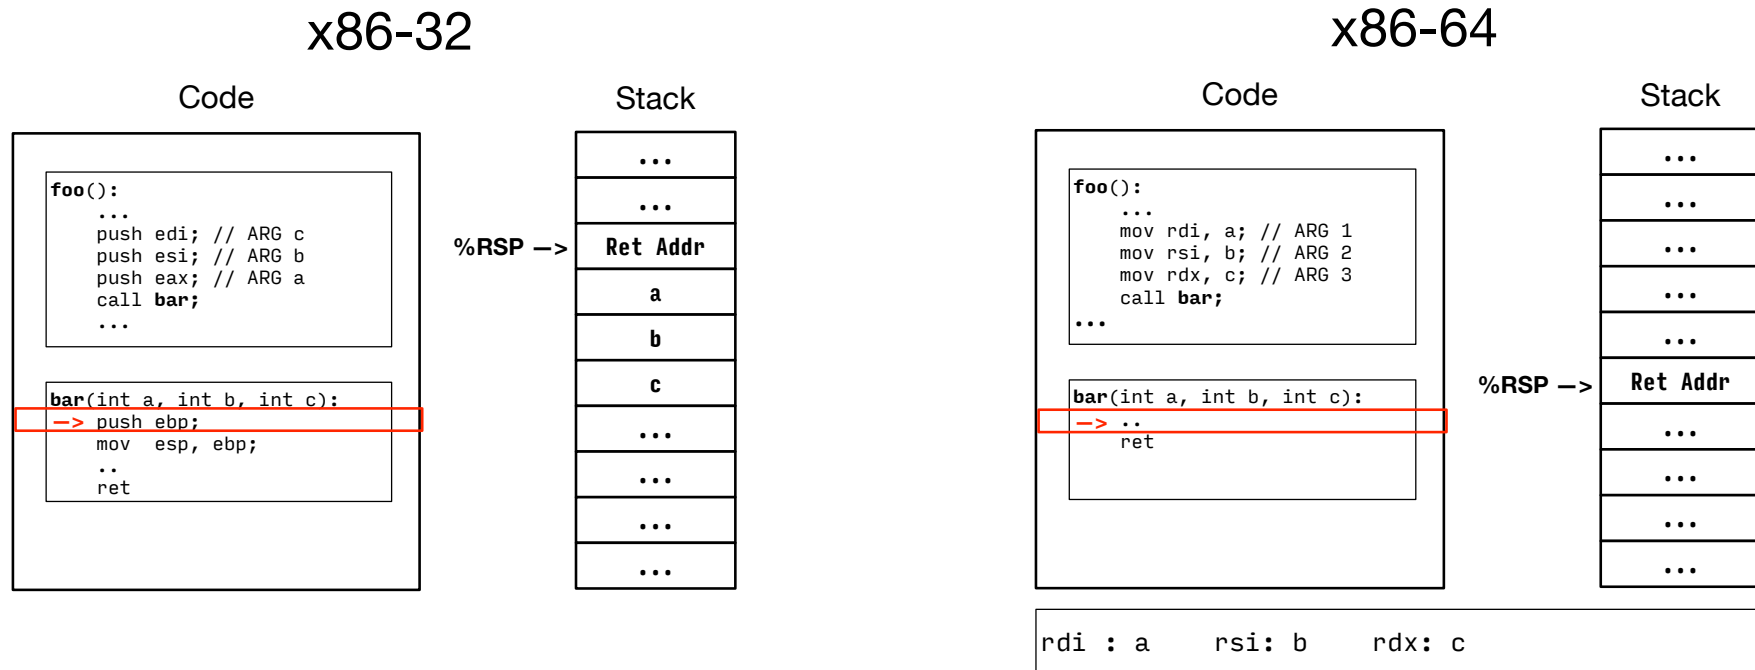 x86-32
Code
Stack
foo():
...
push edi; // ARG c
push esi; // ARG b
push eax; // ARG a
call bar;
...
bar(int a, int b, int c):
—> push ebp;
mov esp, ebp;
..
ret
...
...
%RSP —> Ret Addr
a
b
c
...
...
...
...
x86-64
Code
Stack
foo():
...
mov rdi, a; // ARG 1
mov rsi, b; // ARG 2
mov rdx, c; // ARG 3
call bar;
...
bar(int a, int b, int c):
—> ..
ret
...
...
...
...
...
%RSP —> Ret Addr
...
...
...
...
rdi : a rsi: b rdx: c